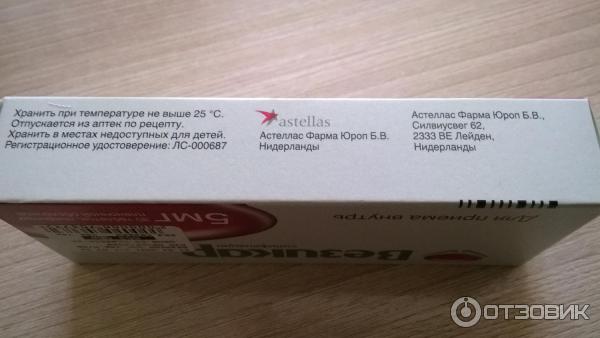 Хранить при температуре не выше 25 °C.
Отпускается из аптек по рецепту.
Хранить в местах недоступных для детей.
Регистрационное удостоверение: ЛС-000687
astellas
Астеллас Фарма Юроп Б.В.
Нидерланды
Астеллас Фарма Юроп Б.В.,
Силвиусвег 62,
2333 ВЕ Лейден,
Нидерланды
Для приема внутрь
Везикар
5МГ
ОТЗОВИК